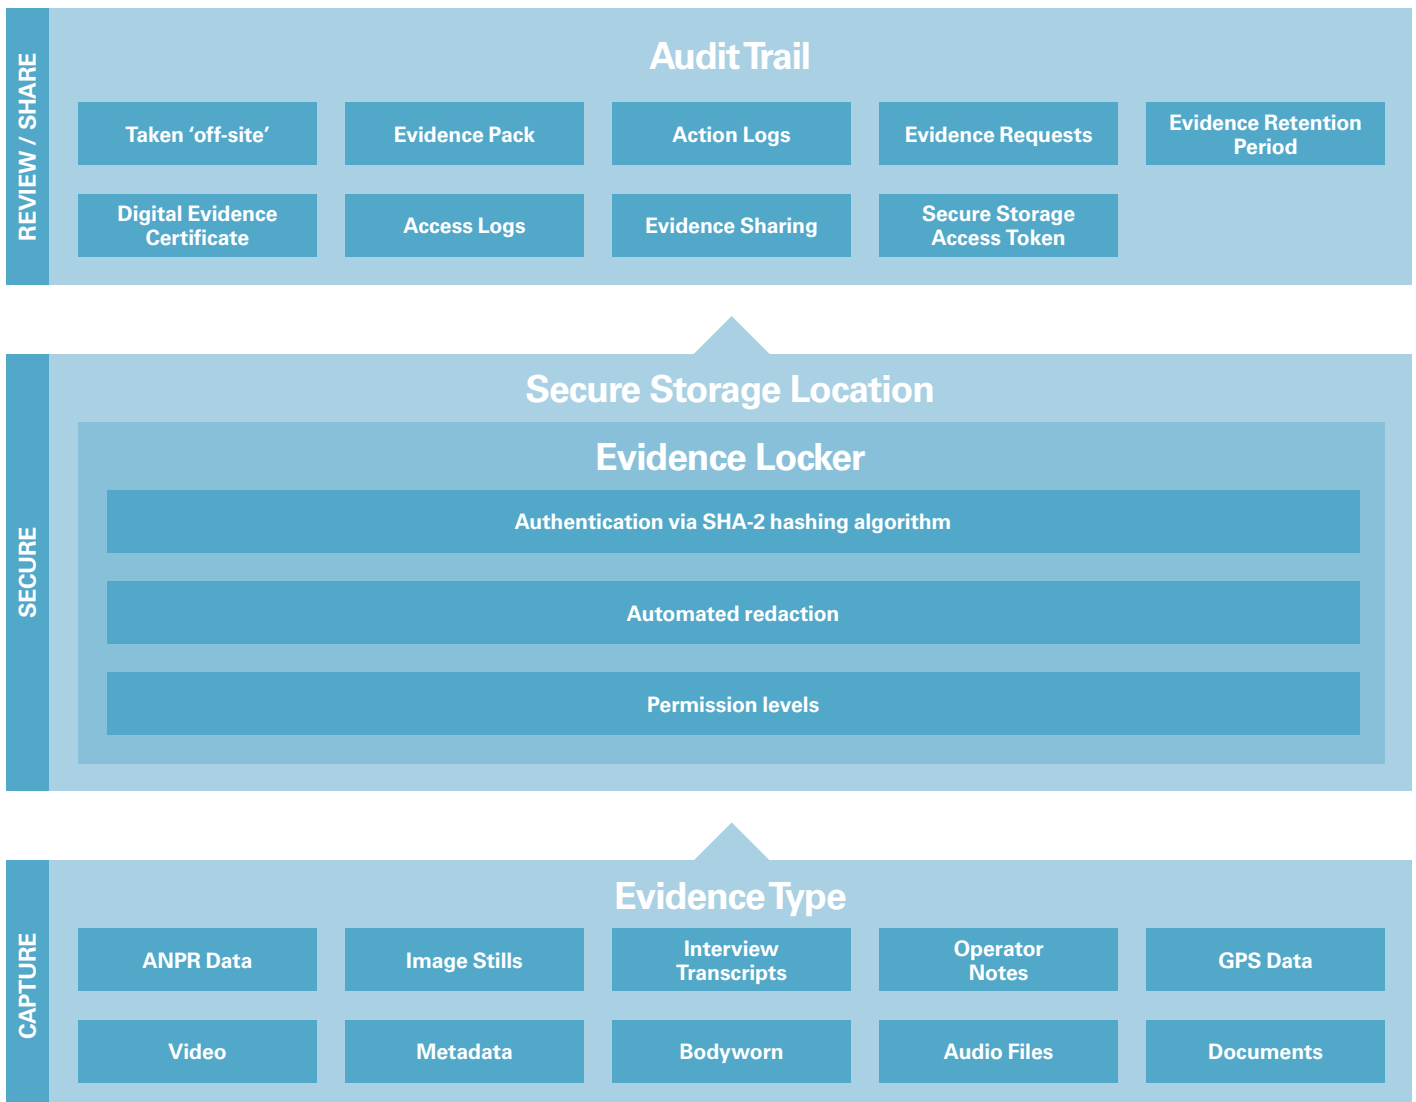 REVIEW / SHARE
Audit Trail
Taken ‘off-site’
Evidence Pack
Action Logs
Evidence Requests
Evidence Retention
Period
Digital Evidence
Certificate
Access Logs
Evidence Sharing
Secure Storage
Access Token
SECURE
Secure Storage Location
Evidence Locker
Authentication via SHA-2 hashing algorithm
Automated redaction
Permission levels
CAPTURE
Evidence Type
ANPR Data
Image Stills
Interview
Transcripts
Operator
Notes
GPS Data
Video
Metadata
Bodyworn
Audio Files
Documents